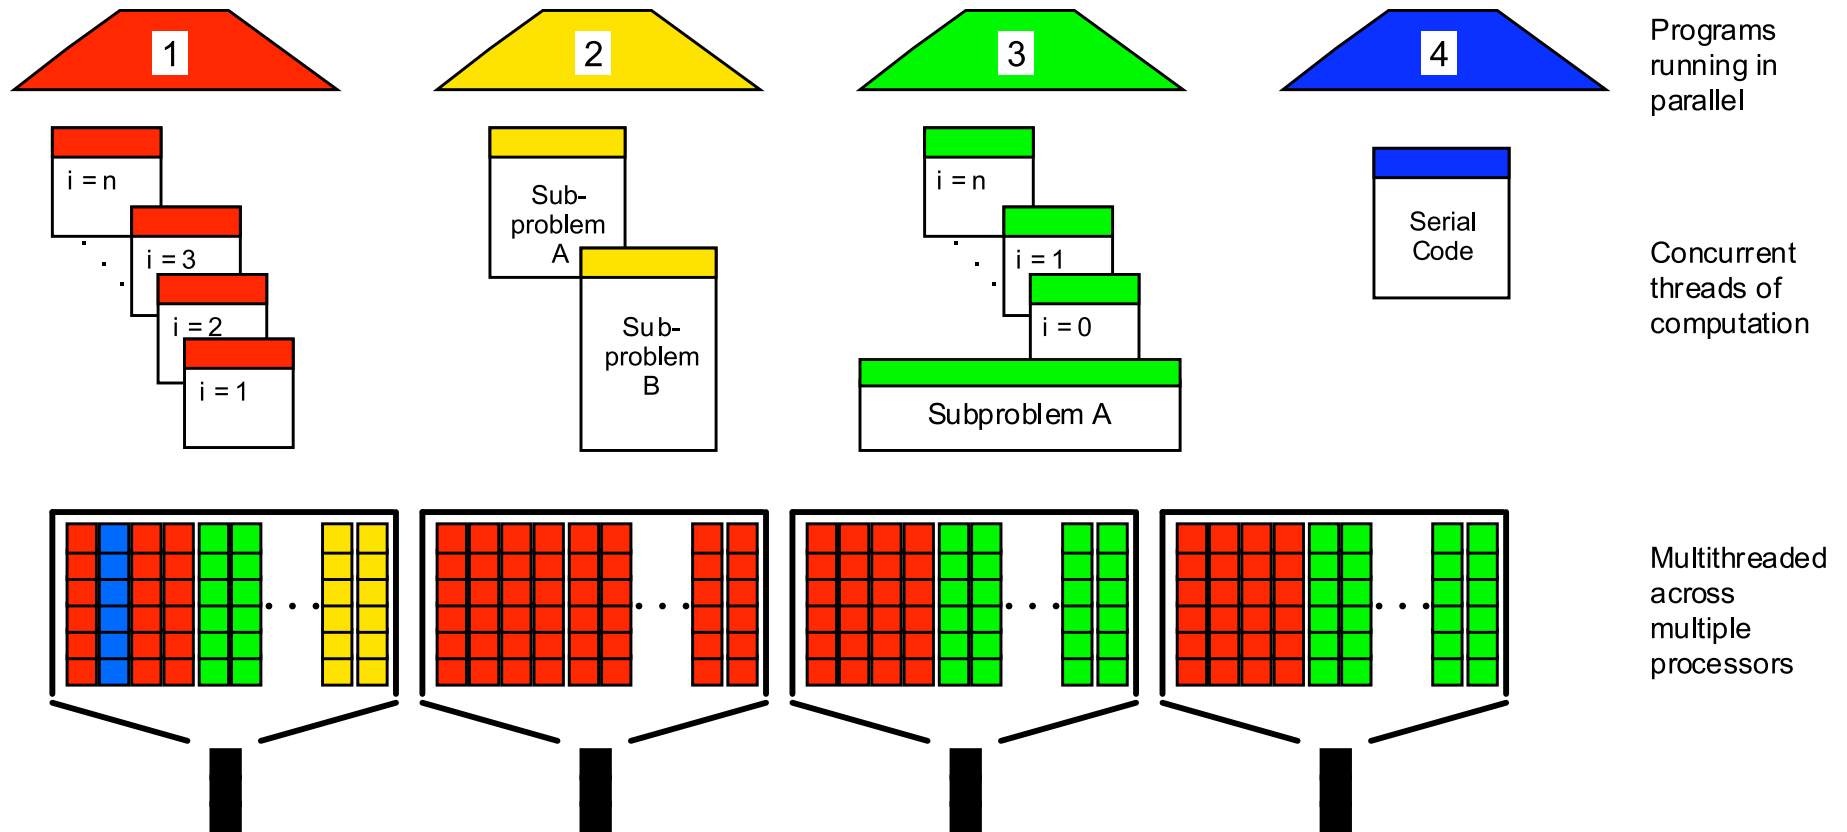 1
2
3
4
Programs
running in
parallel
i = n
i = 3
i = 2
i = 1
Sub-
problem
A
Sub-
problem
B
i = n
i = 1
i = 0
Subproblem A
Serial
Code
Concurrent
threads of
computation
Multithreaded
across
multiple
processors